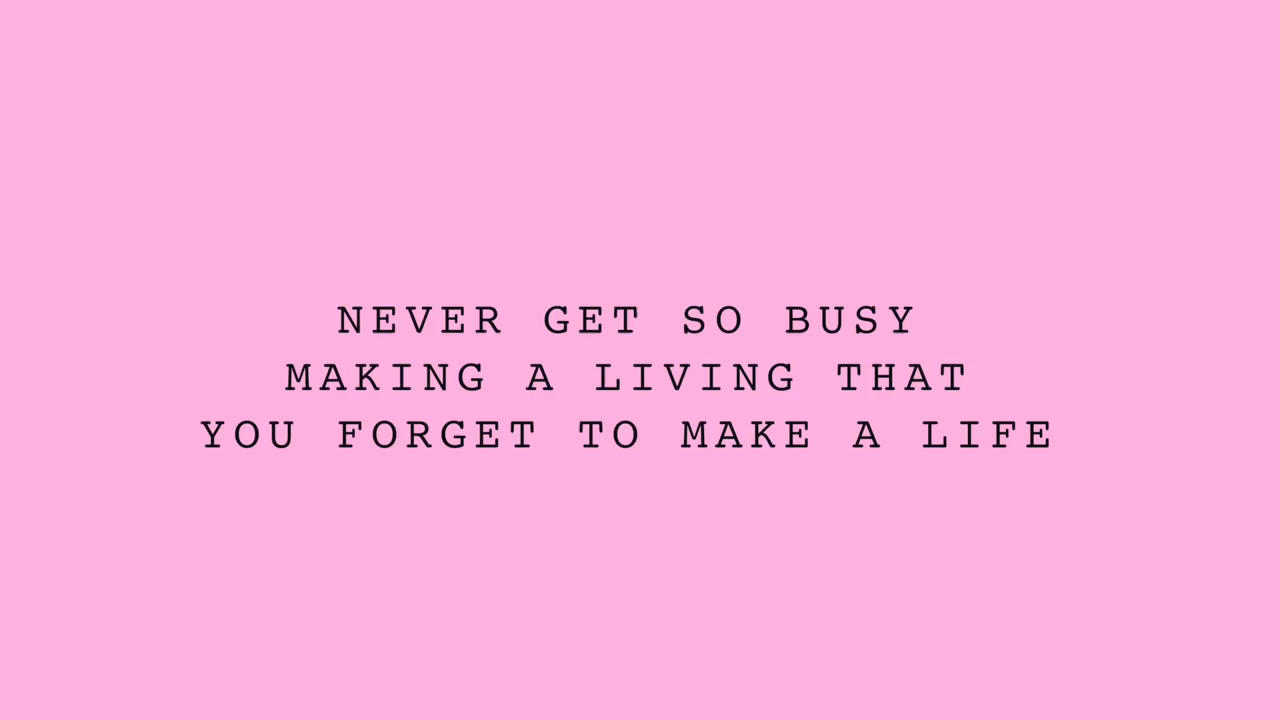 NEVER GET SO BUSY
MAKING A LIVING THAT
YOU FORGET TO MAKE A LIFE